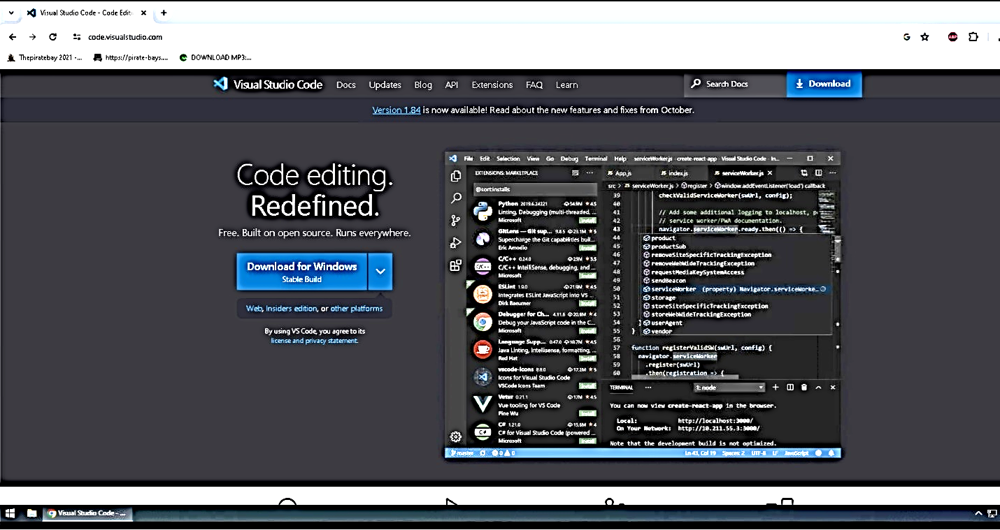 Visual Studio Code - Code Edit
code.visualstudio.com
Thepiratebay 2021 -... https://pirate-bays.... DOWNLOAD MP3:...
Visual Studio Code Docs Updates Blog API Extensions FAQ Learn Search Docs Download
Version 1.84 is now available! Read about the new features and fixes from October.
Code editing.
Redefined.
Free. Built on open source. Runs everywhere.
Download for Windows
Stable Build
Web, Insiders edition, or other platforms
By using VS Code, you agree to its
license and privacy statement.
File Edit Selection View Go Debug Terminal Help serviceWorker.js - create-react-app - Visual Studio Code - In...
EXTENSIONS: MARKETPLACE
@sort:installs
Python 2019.6.24221 54.9M 4.5
Linting, Debugging (multi-threaded, ...
Microsoft Install
GitLens — Git sup... 9.8.5 23.1M 5
Supercharge the Git capabilities buil...
Eric Amodio Install
C/C++ 0.24.0 23M 3.5
C/C++ IntelliSense, debugging, and ...
Microsoft Install
ESLint 1.9.0 21.9M 4.5
Integrates ESLint JavaScript into VS ...
Dirk Baeumer Install
Debugger for Ch... 4.11.6 20.6M 4
Debug your JavaScript code in the C...
Microsoft Install
Language Supp... 0.47.0 18.7M 4.5
Java Linting, Intellisense, formatting, ...
Red Hat Install
vscode-icons 8.8.0 17.2M 5
Icons for Visual Studio Code
VSCode Icons Team Install
Vetur 0.21.1 17M 4.5
Vue tooling for VS Code
Pine Wu Install
C# 1.21.0 15.6M 4
C# for Visual Studio Code (powered ...
Microsoft Install
App.js index.js serviceWorker.js
src > serviceWorker.js > register > window.addEventListener('load') callback
39 checkValidServiceWorker(swUrl, config);
40
41 // Add some additional logging to localhost, p
42 // service worker/PWA documentation.
43 navigator.serviceWorker.ready.then(() => {
44 product
45 productSub
46 removeSiteSpecificTrackingException
47 removeWebWideTrackingException
48 requestMediaKeySystemAccess
49 sendBeacon
50 serviceWorker (property) Navigator.serviceWorke...
51 storage
52 storeSiteSpecificTrackingException
53 storeWebWideTrackingException
54 } userAgent
55 } vendor
56
57 function registerValidSW(swUrl, config) {
58 navigator.serviceWorker
59 .register(swUrl)
60 .then(registration => {
TERMINAL ... 1: node
You can now view create-react-app in the browser.
Local: http://localhost:3000/
On Your Network: http://10.211.55.3:3000/
Note that the development build is not optimized.
master 0 0 Ln 43, Col 19 Spaces: 2 UTF-8 LF JavaScript
Visual Studio Code - ...